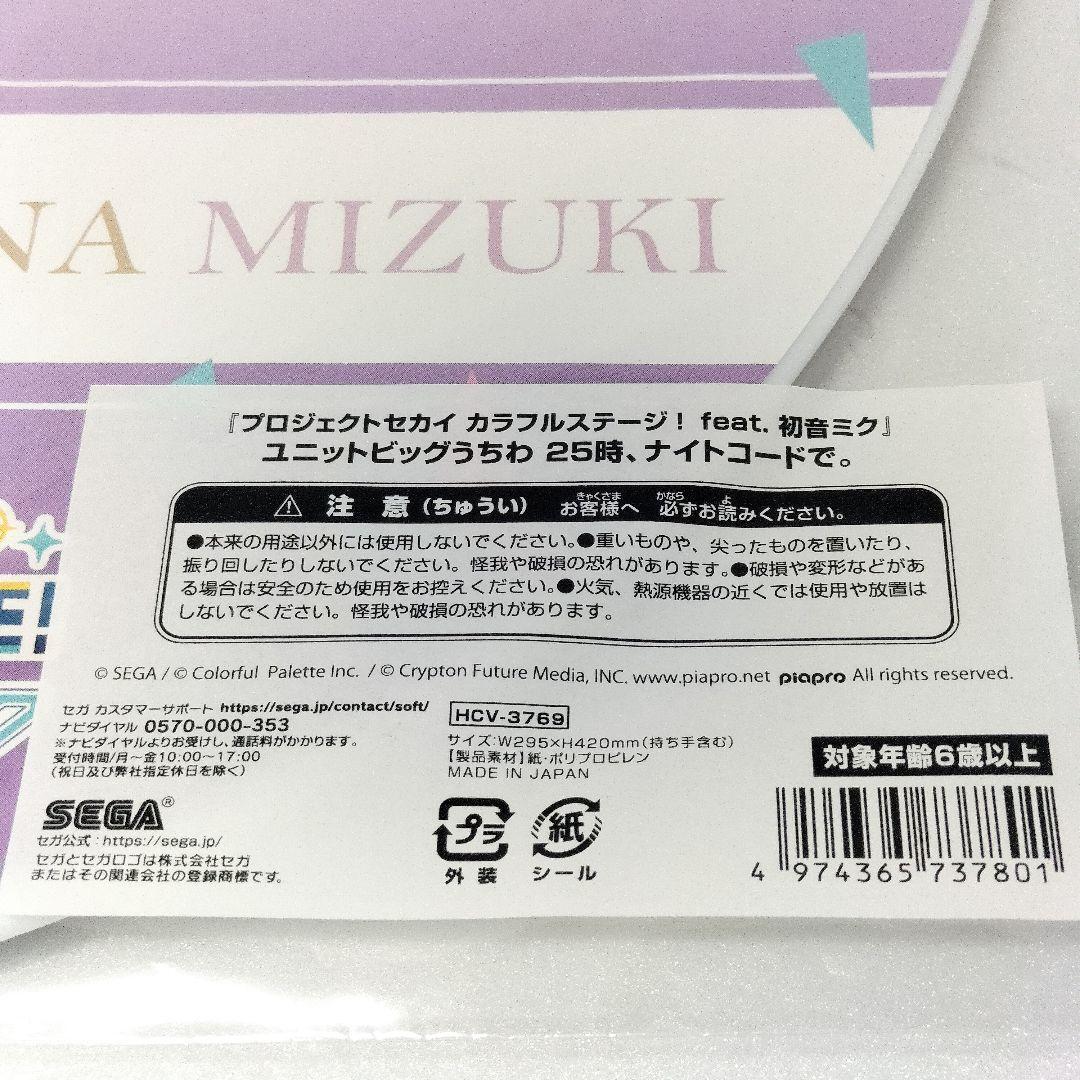 NA MIZUKI
『プロジェクトセカイ カラフルステージ! feat. 初音ミク』
ユニットビッグうちわ 25時、ナイトコードで。
⚠ 注 意 (ちゅうい) お客様へ 必ずお読みください。
きゃくさま かなら よ
●本来の用途以外には使用しないでください。●重いものや、尖ったものを置いたり、
振り回したりしないでください。怪我や破損の恐れがあります。●破損や変形などがあ
る場合は安全のため使用をお控えください。●火気、熱源機器の近くでは使用や放置は
しないでください。怪我や破損の恐れがあります。
E!
© SEGA / © Colorful Palette Inc. / © Crypton Future Media, INC. www.piapro.net piapro All rights reserved.
セガ カスタマーサポート https://sega.jp/contact/soft/
ナビダイヤル 0570-000-353
※ナビダイヤルよりお受けし、通話料がかかります。
受付時間/月~金10:00~17:00
(祝日及び弊社指定休日を除く)
SEGA®
セガ公式:https://sega.jp/
セガとセガロゴは株式会社セガ
またはその関連会社の登録商標です。
HCV-3769
サイズ:W295×H420mm(持ち手含む)
【製品素材】紙・ポリプロピレン
MADE IN JAPAN
プラ
外装
紙
シール
対象年齢6歳以上
4 974365 737801